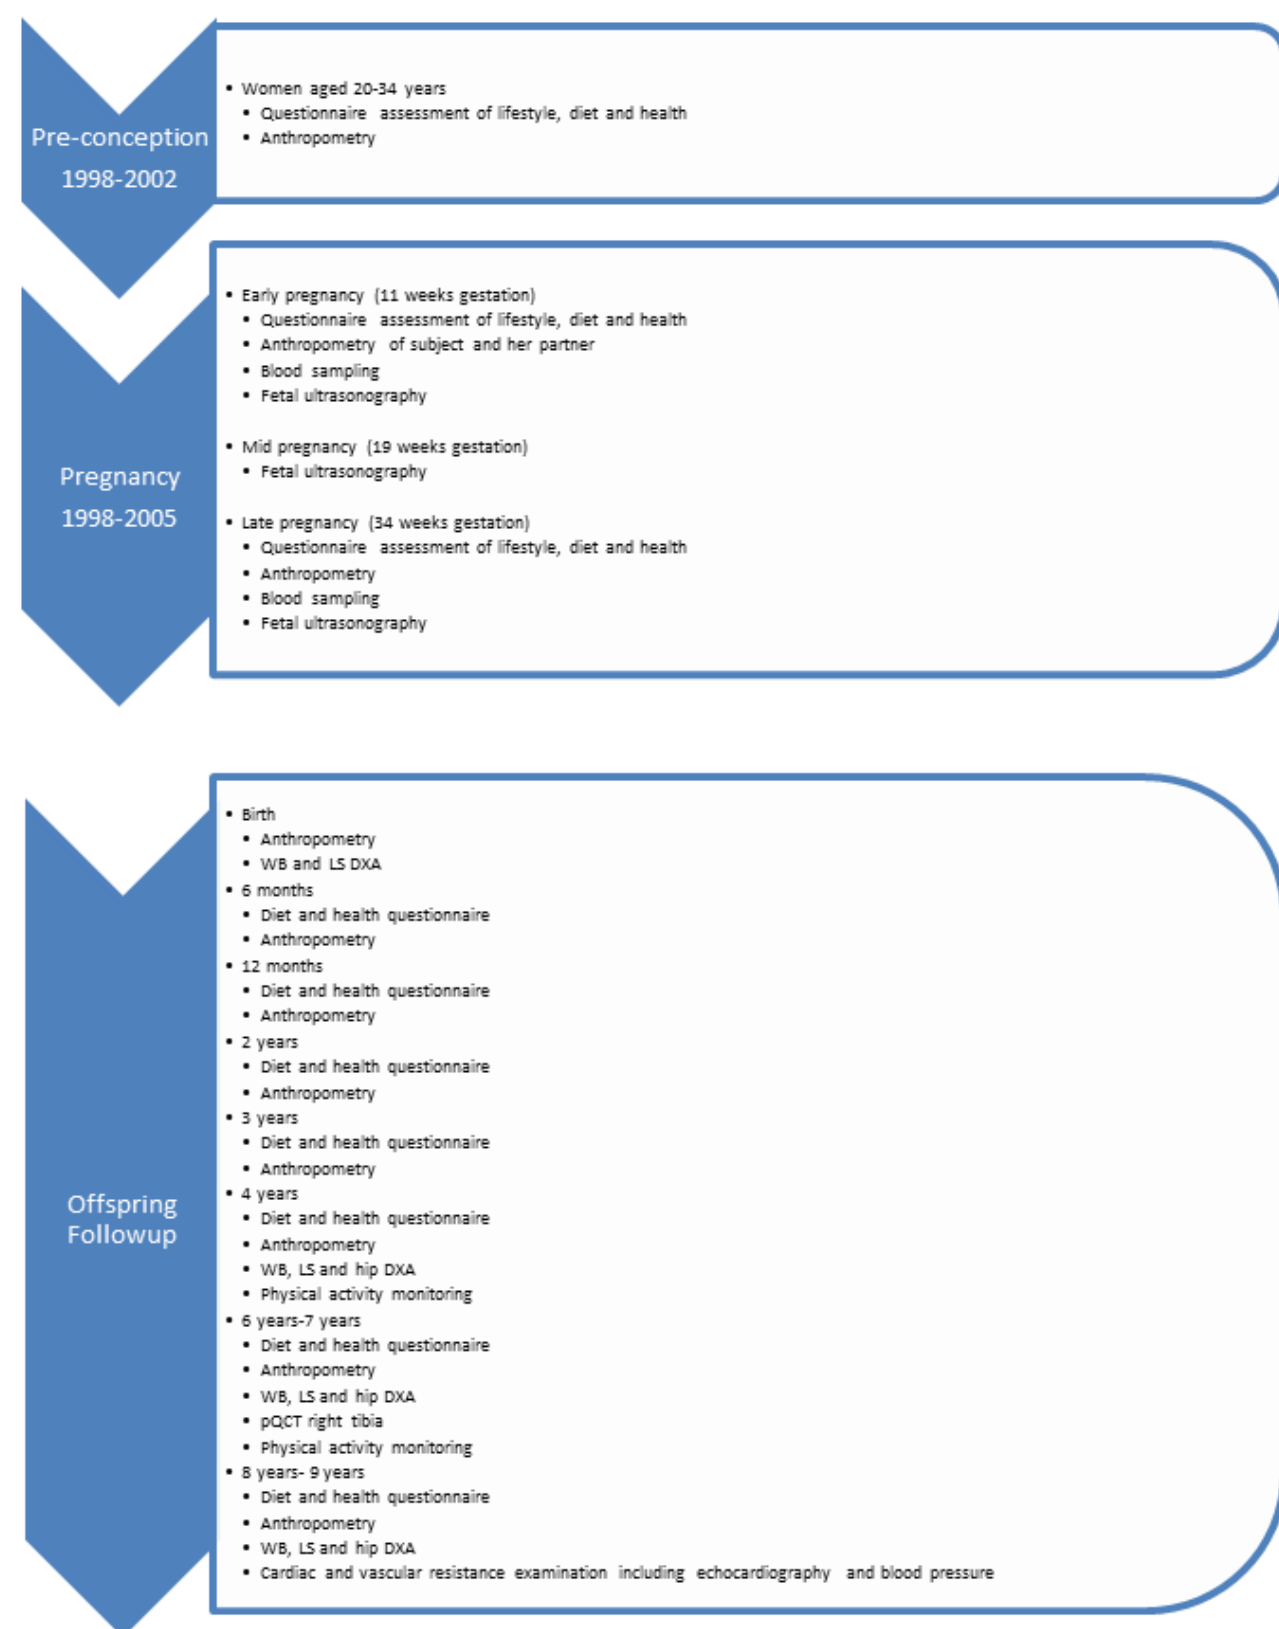 Pre-conception
1998-2002
• Women aged 20-34 years
• Questionnaire assessment of lifestyle, diet and health
• Anthropometry
Pregnancy
1998-2005
• Early pregnancy (11 weeks gestation)
• Questionnaire assessment of lifestyle, diet and health
• Anthropometry of subject and her partner
• Blood sampling
• Fetal ultrasonography
• Mid pregnancy (19 weeks gestation)
• Fetal ultrasonography
• Late pregnancy (34 weeks gestation)
• Questionnaire assessment of lifestyle, diet and health
• Anthropometry
• Blood sampling
• Fetal ultrasonography
Offspring
Followup
• Birth
• Anthropometry
• WB and LS DXA
• 6 months
• Diet and health questionnaire
• Anthropometry
• 12 months
• Diet and health questionnaire
• Anthropometry
• 2 years
• Diet and health questionnaire
• Anthropometry
• 3 years
• Diet and health questionnaire
• Anthropometry
• 4 years
• Diet and health questionnaire
• Anthropometry
• WB, LS and hip DXA
• Physical activity monitoring
• 6 years-7 years
• Diet and health questionnaire
• Anthropometry
• WB, LS and hip DXA
• pQCT right tibia
• Physical activity monitoring
• 8 years- 9 years
• Diet and health questionnaire
• Anthropometry
• WB, LS and hip DXA
• Cardiac and vascular resistance examination including echocardiography and blood pressure